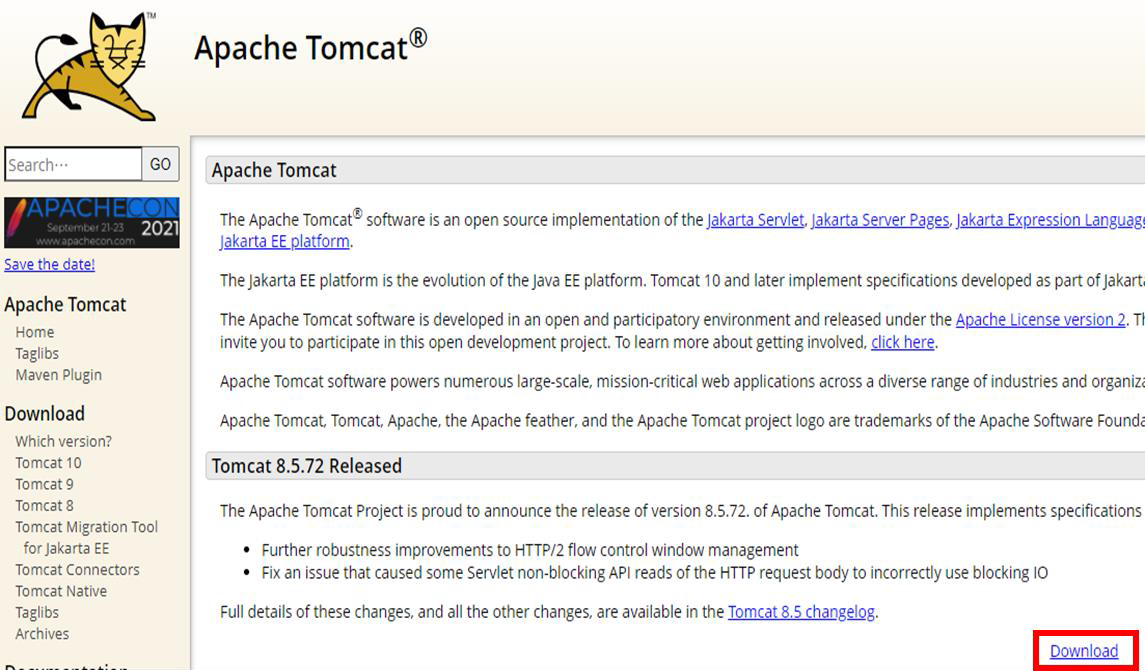 TM
Apache Tomcat®
Search...
GO
APACHECON
September 21-23
2021
www.apachecon.com
Save the date!
Apache Tomcat
Home
Taglibs
Maven Plugin
Download
Which version?
Tomcat 10
Tomcat 9
Tomcat 8
Tomcat Migration Tool
for Jakarta EE
Tomcat Connectors
Tomcat Native
Taglibs
Archives
Apache Tomcat
The Apache Tomcat® software is an open source implementation of the Jakarta Servlet, Jakarta Server Pages, Jakarta Expression Language
Jakarta EE platform.
The Jakarta EE platform is the evolution of the Java EE platform. Tomcat 10 and later implement specifications developed as part of Jakarta
The Apache Tomcat software is developed in an open and participatory environment and released under the Apache License version 2. Th
invite you to participate in this open development project. To learn more about getting involved, click here.
Apache Tomcat software powers numerous large-scale, mission-critical web applications across a diverse range of industries and organiza
Apache Tomcat, Tomcat, Apache, the Apache feather, and the Apache Tomcat project logo are trademarks of the Apache Software Founda
Tomcat 8.5.72 Released
The Apache Tomcat Project is proud to announce the release of version 8.5.72. of Apache Tomcat. This release implements specifications
• Further robustness improvements to HTTP/2 flow control window management
• Fix an issue that caused some Servlet non-blocking API reads of the HTTP request body to incorrectly use blocking IO
Full details of these changes, and all the other changes, are available in the Tomcat 8.5 changelog.
Download